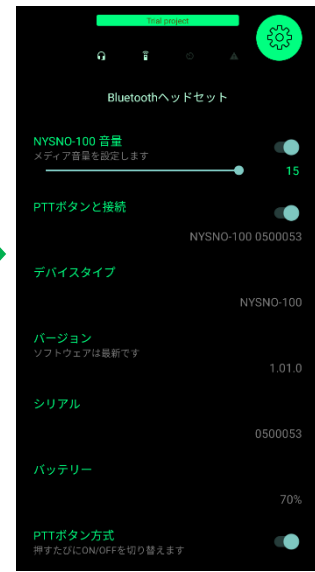 Trial project
Bluetoothヘッドセット
NYSNO-100 音量
メディア音量を設定します
15
PTTボタンと接続
NYSNO-100 0500053
デバイスタイプ
NYSNO-100
バージョン
ソフトウェアは最新です
1.01.0
シリアル
0500053
バッテリー
70%
PTTボタン方式
押すたびにON/OFFを切り替えます